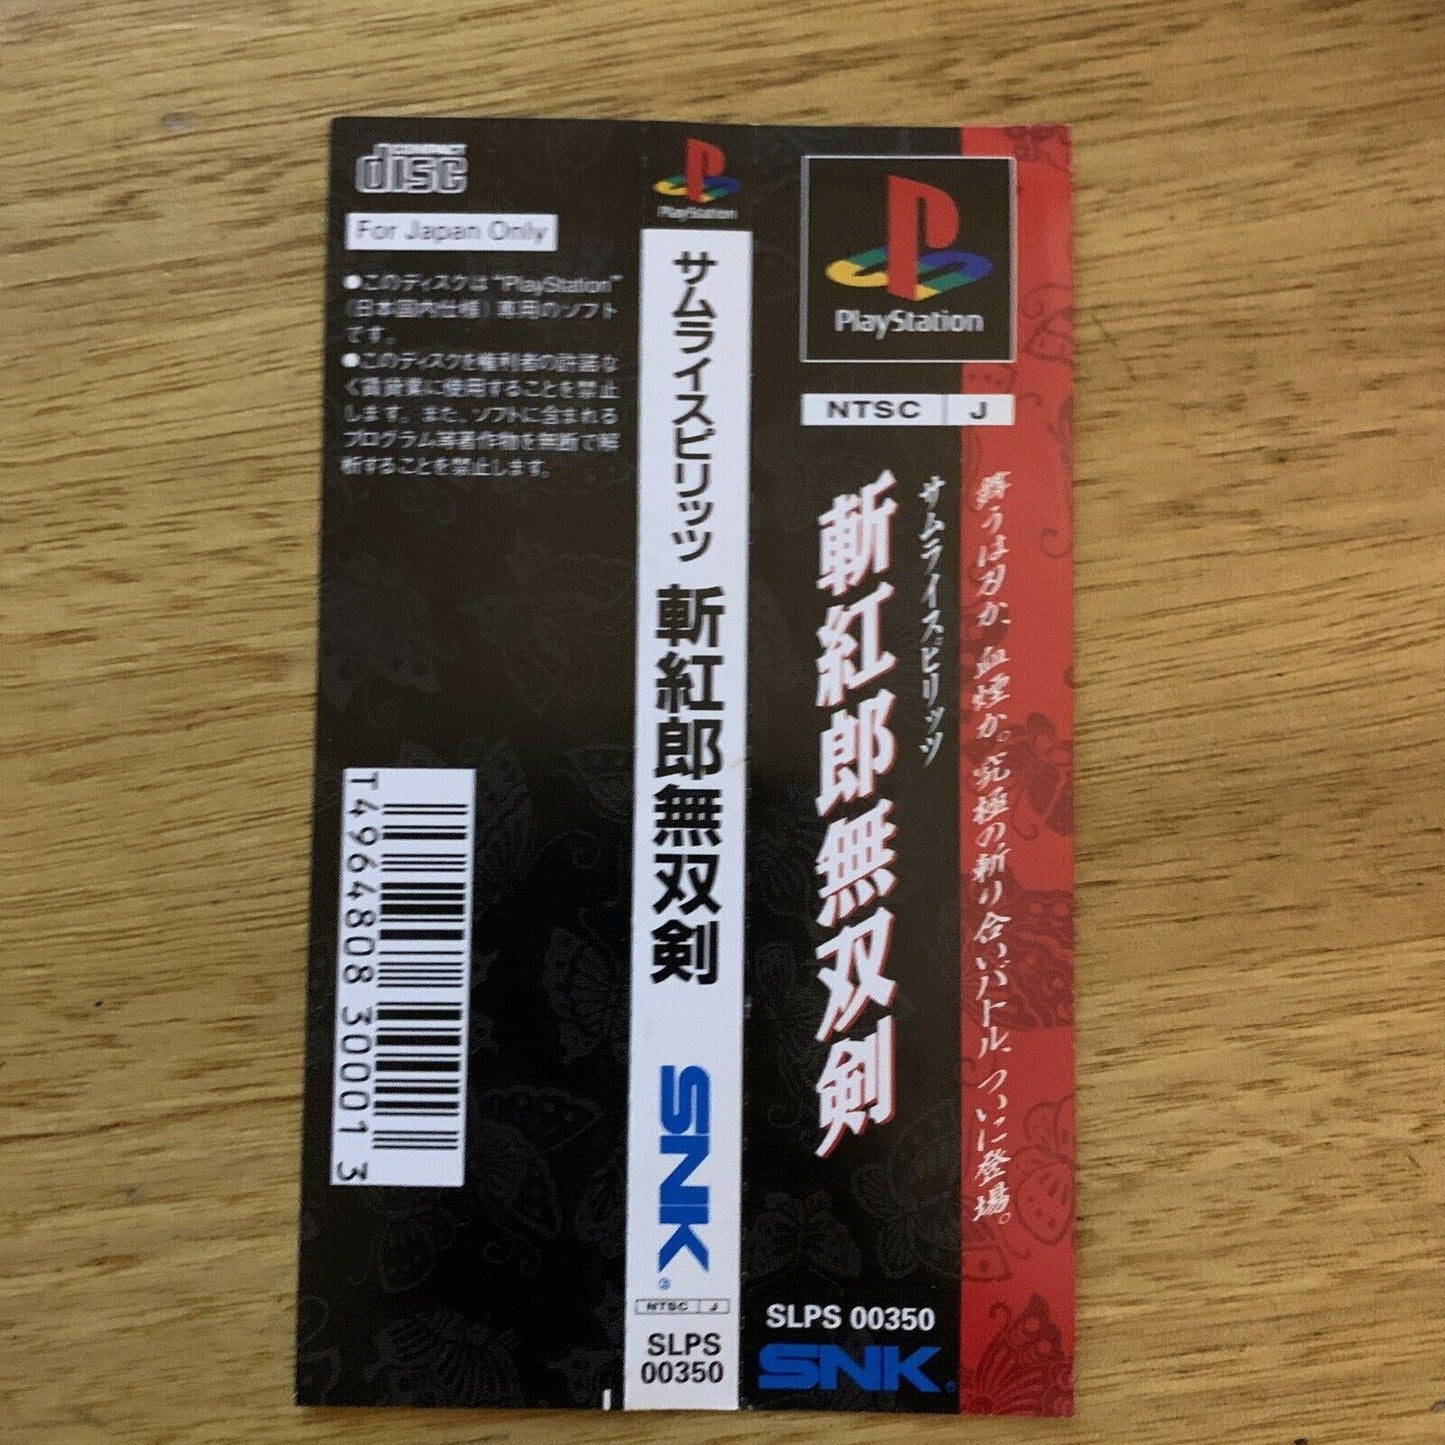 COMPACT
disc
For Japan Only
●このディスクは“PlayStation”
(日本国内仕様)専用のソフト
です。
●このディスクを権利者の許諾な
く賃貸業に使用することを禁止
します。また、ソフトに含まれる
プログラム等著作物を無断で解
析することを禁止します。
T4964808 30001 3
PlayStation
サムライスピリッツ 斬紅郎無双剣
SNK
NTSC J
SLPS
00350
PlayStation
NTSC J
舞うは刃か、血煙か。究極の斬り合いバトル、ついに登場。
サムライスピリッツ
斬紅郎無双剣
SLPS 00350
SNK